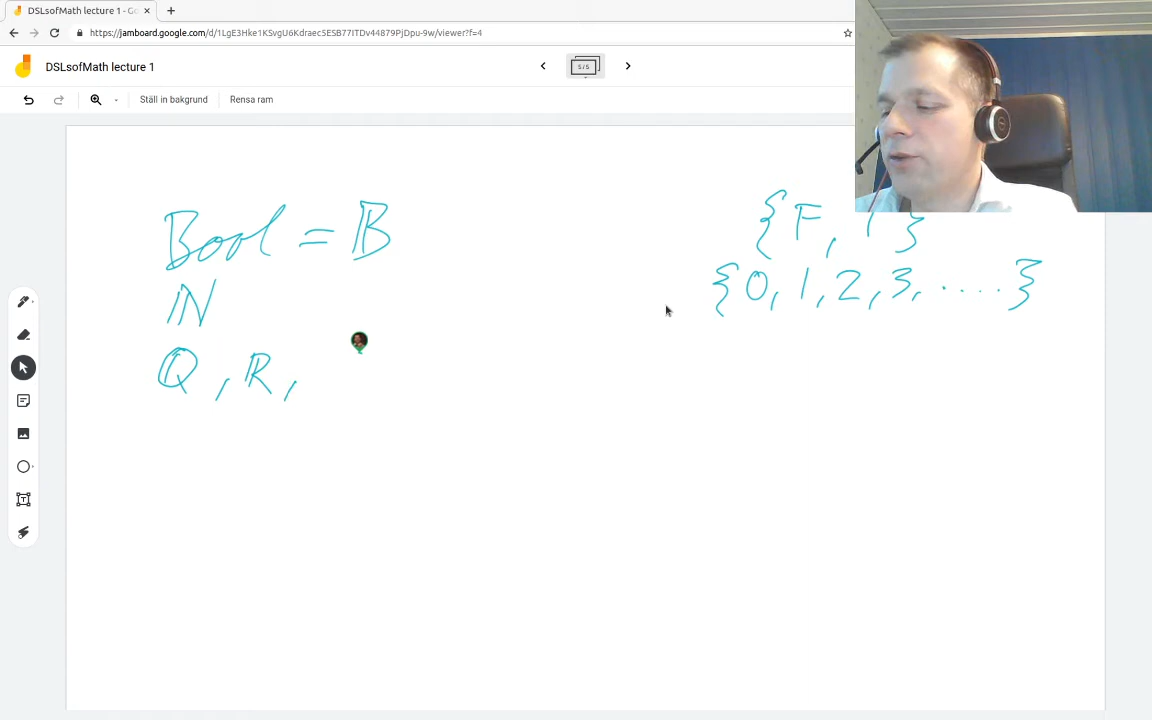 DSLsofMath lecture 1 - Go
https://jamboard.google.com/d/1LgE3Hke1KSvgU6Kdraec5ESB77ITDv44879PjDpu-9w/viewer?f=4
DSLsofMath lecture 1
5/5
Ställ in bakgrund
Rensa ram
Bool = 𝔹
{F, T}
ℕ
{0, 1, 2, 3, ....}
ℚ, ℝ,